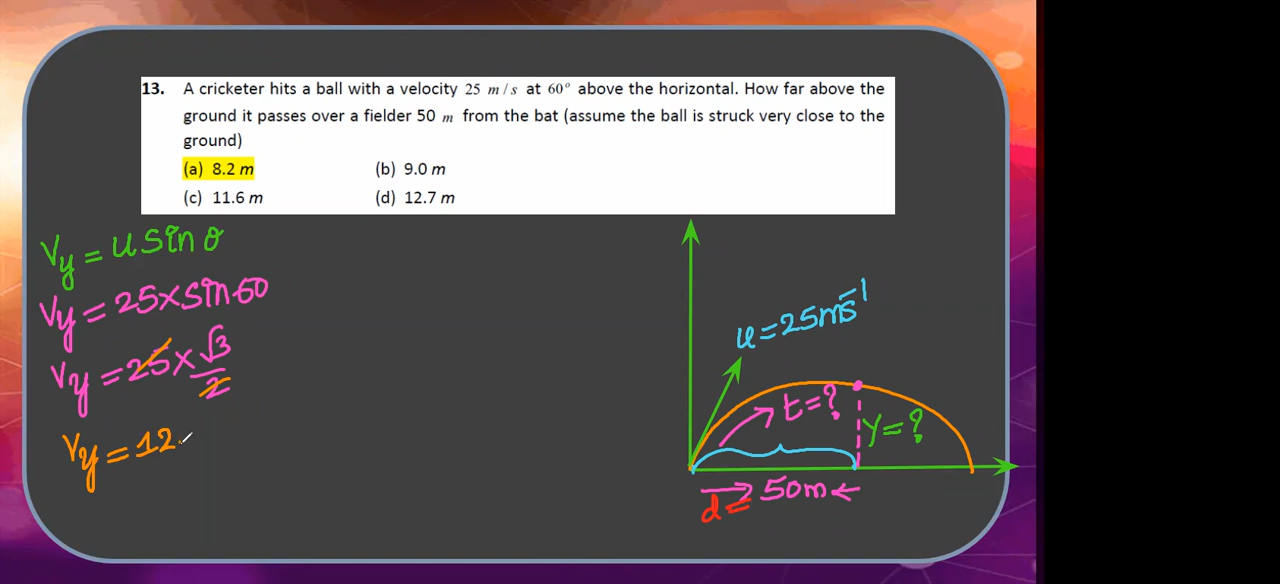 13. A cricketer hits a ball with a velocity 25 m/s at 60° above the horizontal. How far above the
ground it passes over a fielder 50 m from the bat (assume the ball is struck very close to the
ground)
(a) 8.2 m (b) 9.0 m
(c) 11.6 m (d) 12.7 m
Vy = u sin θ
Vy = 25 × sin 60
Vy = 25 × √3/2
Vy = 12.
u = 25 ms⁻¹
t = ?
Y = ?
50m
d =